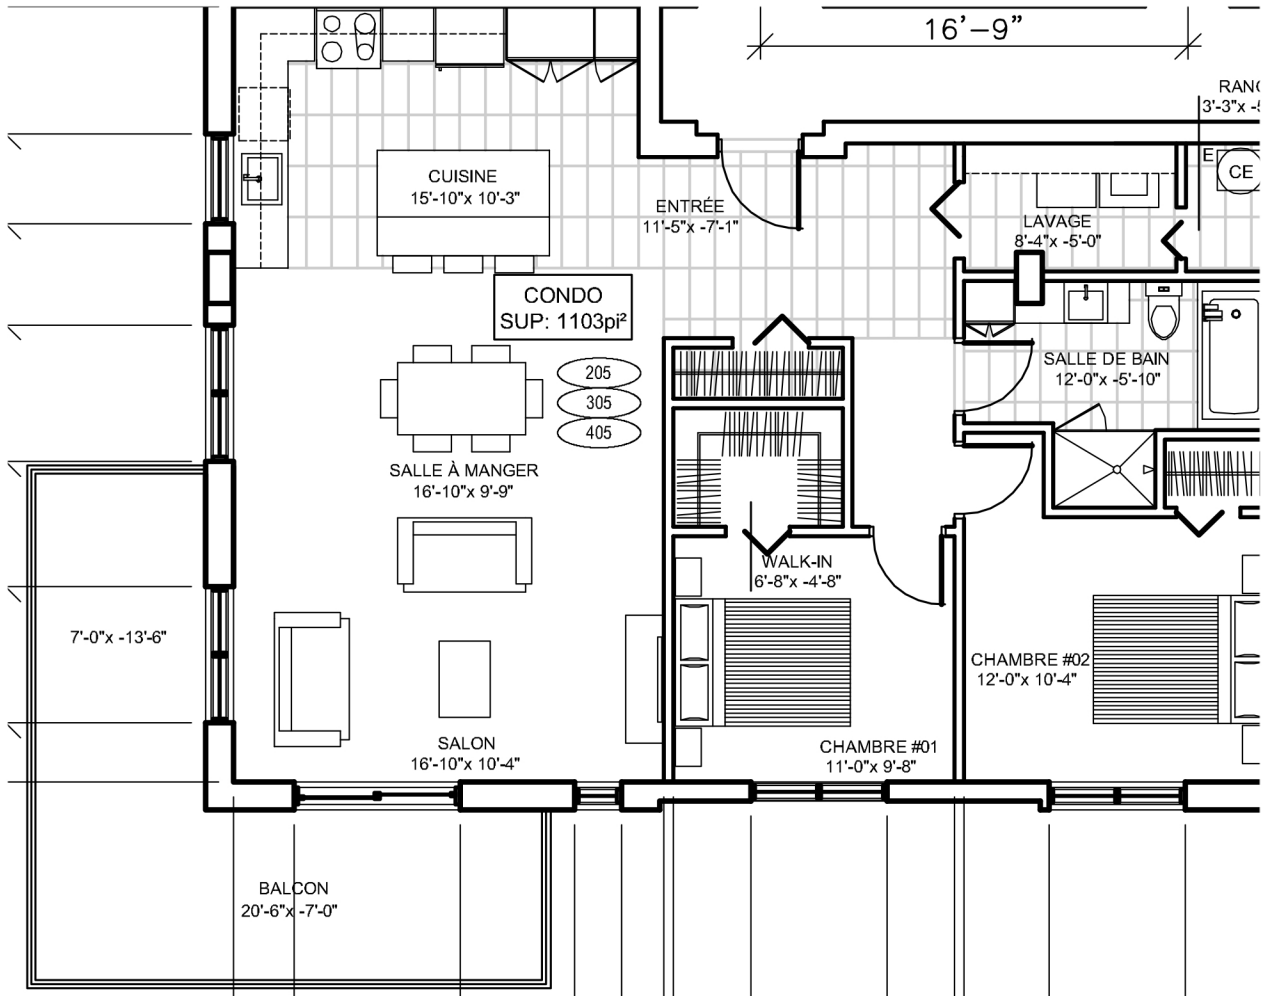 16'-9"
RANG
3'-3"x -5
E
CE
CUISINE
15'-10"x 10'-3"
ENTRÉE
11'-5"x -7'-1"
LAVAGE
8'-4"x -5'-0"
CONDO
SUP: 1103pi²
205
305
405
SALLE DE BAIN
12'-0"x -5'-10"
SALLE À MANGER
16'-10"x 9'-9"
WALK-IN
6'-8"x -4'-8"
7'-0"x -13'-6"
CHAMBRE #02
12'-0"x 10'-4"
SALON
16'-10"x 10'-4"
CHAMBRE #01
11'-0"x 9'-8"
BALCON
20'-6"x -7'-0"